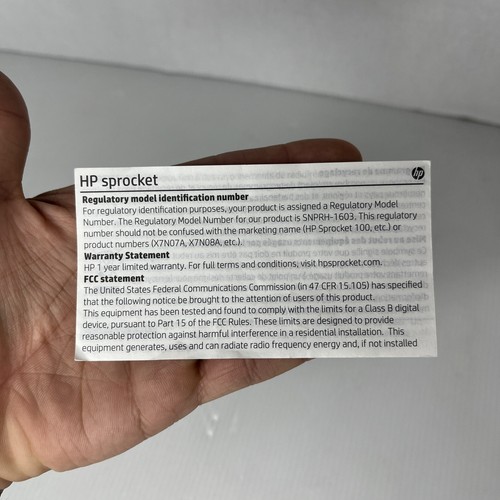 HP sprocket
hp
Regulatory model identification number
For regulatory identification purposes, your product is assigned a Regulatory Model
Number. The Regulatory Model Number for our product is SNPRH-1603. This regulatory
number should not be confused with the marketing name (HP Sprocket 100, etc.) or
product numbers (X7N07A, X7N08A, etc.).
Warranty Statement
HP 1 year limited warranty. For full terms and conditions, visit hpsprocket.com.
FCC statement
The United States Federal Communications Commission (in 47 CFR 15.105) has specified
that the following notice be brought to the attention of users of this product.
This equipment has been tested and found to comply with the limits for a Class B digital
device, pursuant to Part 15 of the FCC Rules. These limits are designed to provide
reasonable protection against harmful interference in a residential installation. This
equipment generates, uses and can radiate radio frequency energy and, if not installed